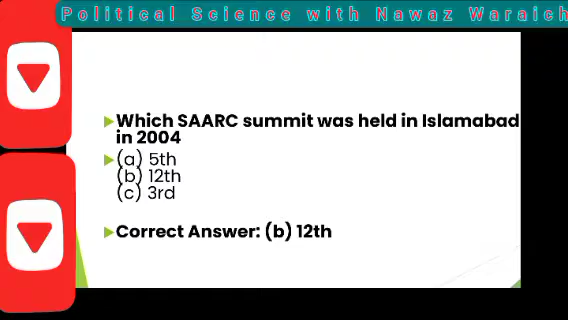 Political Science with Nawaz Waraich
Which SAARC summit was held in Islamabad
in 2004
(a) 5th
(b) 12th
(c) 3rd
Correct Answer: (b) 12th